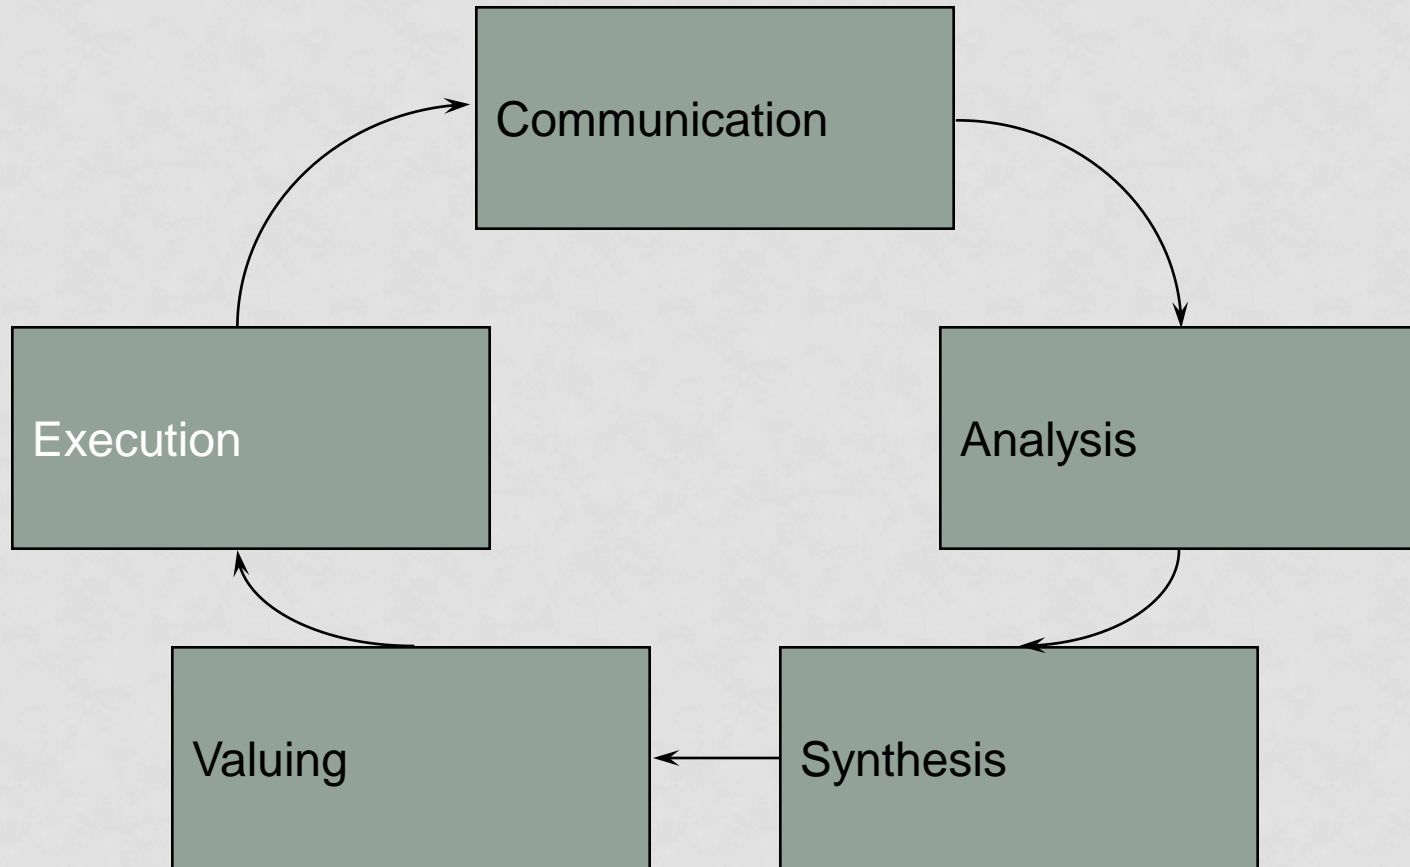 Communication
Analysis
Synthesis
Valuing
Execution